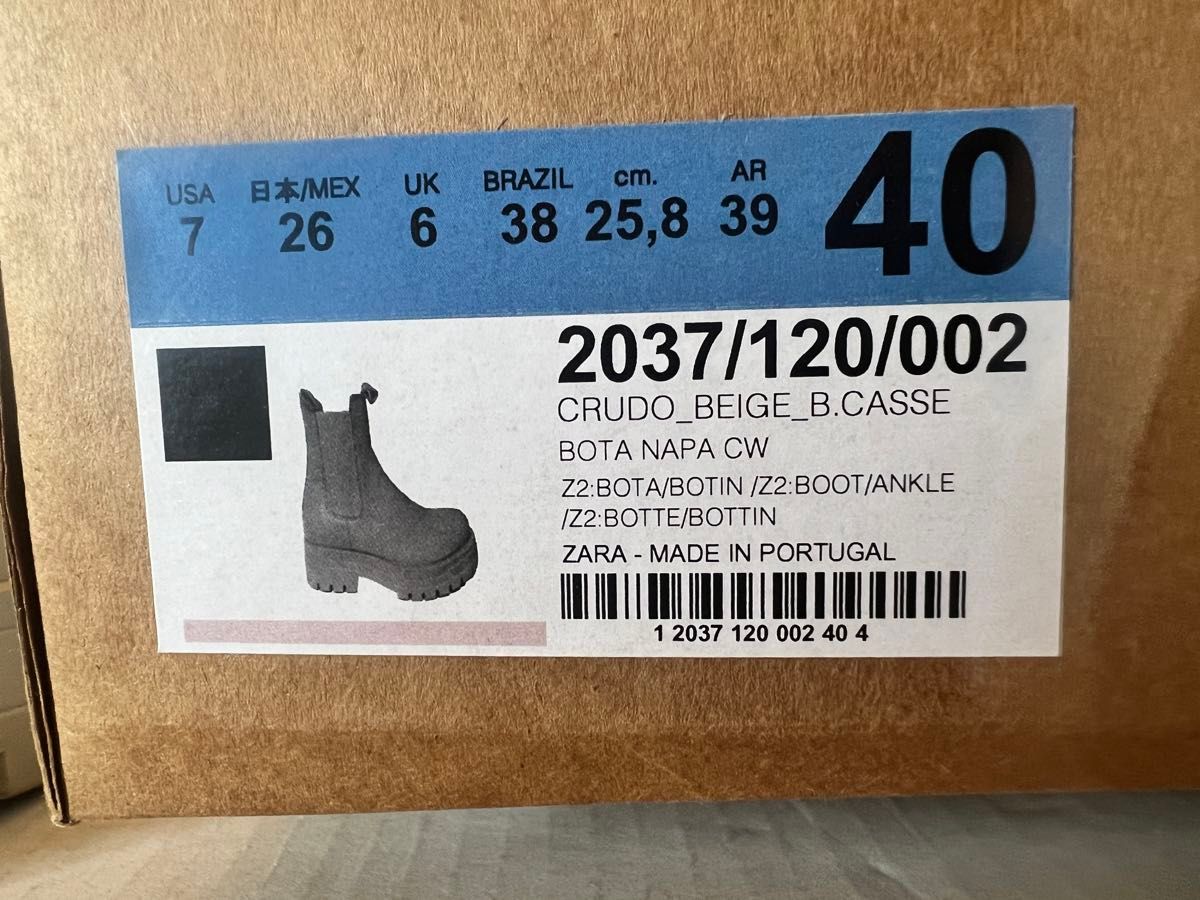 USA 日本/MEX UK BRAZIL cm. AR
7 26 6 38 25,8 39 40
2037/120/002
CRUDO_BEIGE_B.CASSE
BOTA NAPA CW
Z2:BOTA/BOTIN /Z2:BOOT/ANKLE
/Z2:BOTTE/BOTTIN
ZARA - MADE IN PORTUGAL
1 2037 120 002 40 4